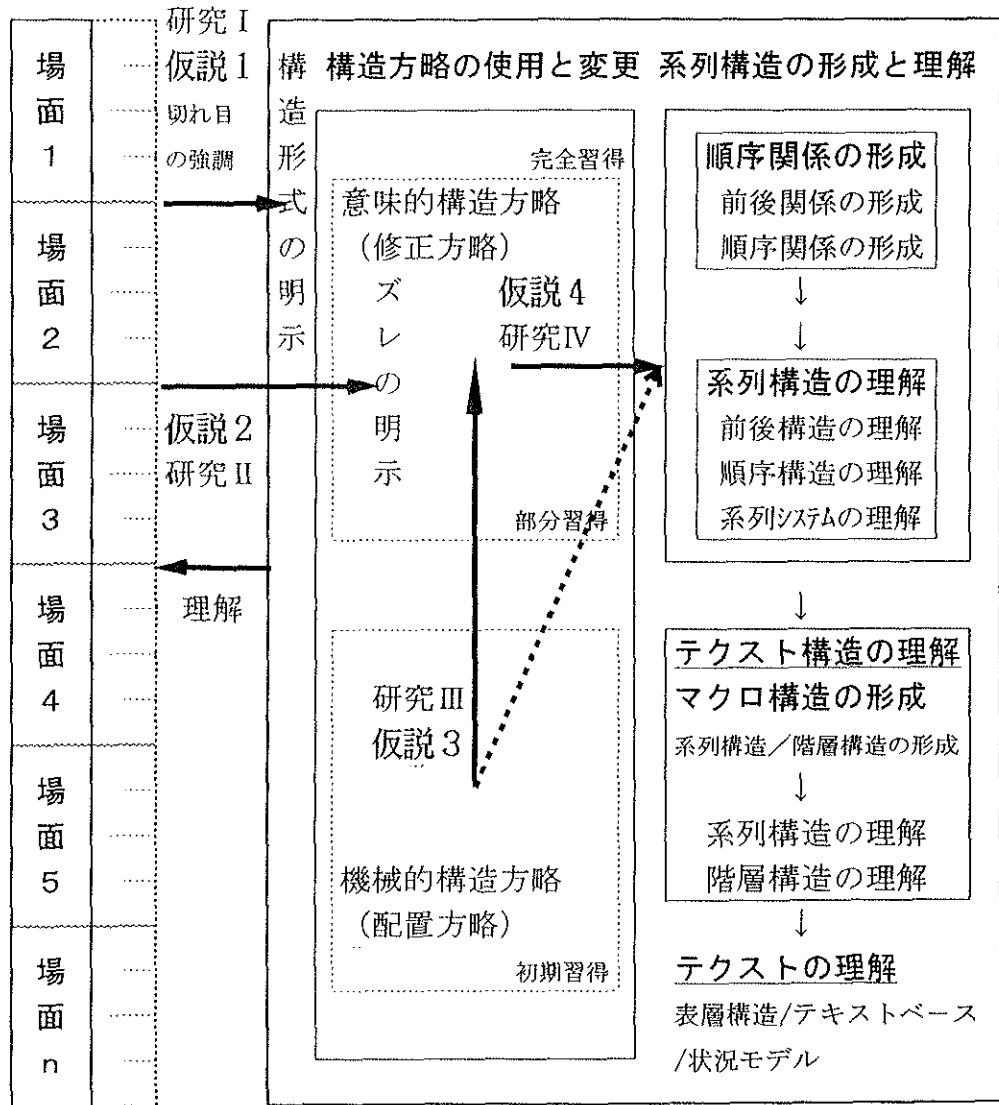 場面1
場面2
場面3
場面4
場面5
場面n
研究Ⅰ
仮説1
切れ目
の強調
仮説2
研究Ⅱ
理解
構造形式の明示
構造方略の使用と変更
完全習得
意味的構造方略
(修正方略)
ズレの明示
仮説4
研究Ⅳ
部分習得
研究Ⅲ
仮説3
機械的構造方略
(配置方略)
初期習得
系列構造の形成と理解
順序関係の形成
前後関係の形成
順序関係の形成
↓
↓
系列構造の理解
前後構造の理解
順序構造の理解
系列システムの理解
↓
テクスト構造の理解
マクロ構造の形成
系列構造/階層構造の形成
↓
系列構造の理解
階層構造の理解
↓
テクストの理解
表層構造/テキストベース
/状況モデル